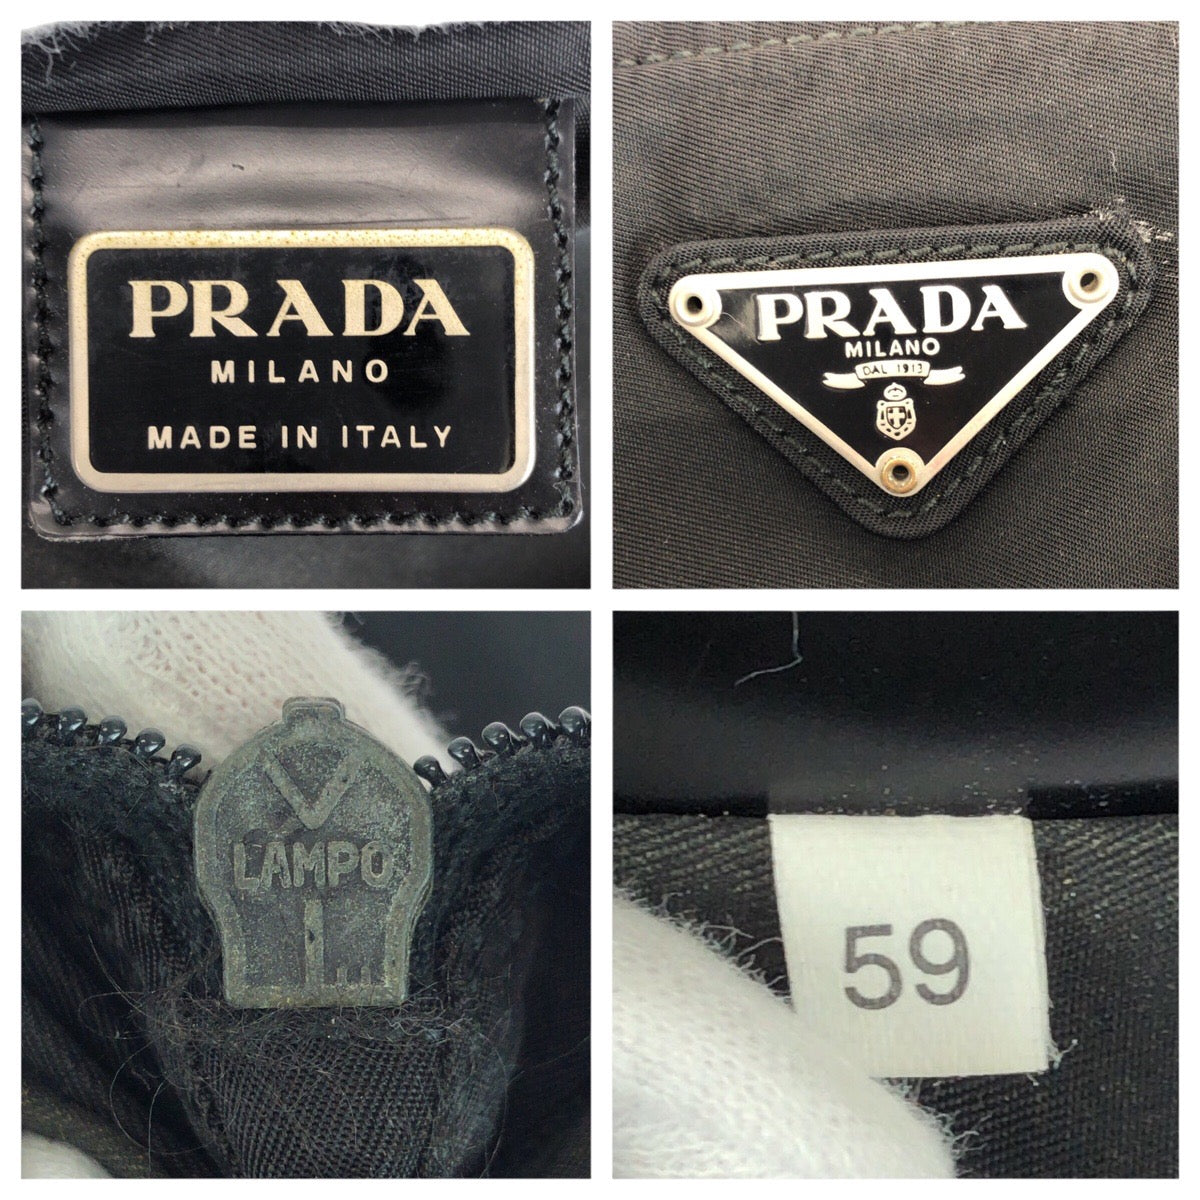 PRADA
MILANO
MADE IN ITALY
PRADA
MILANO
DAL 1913
LAMPO
59